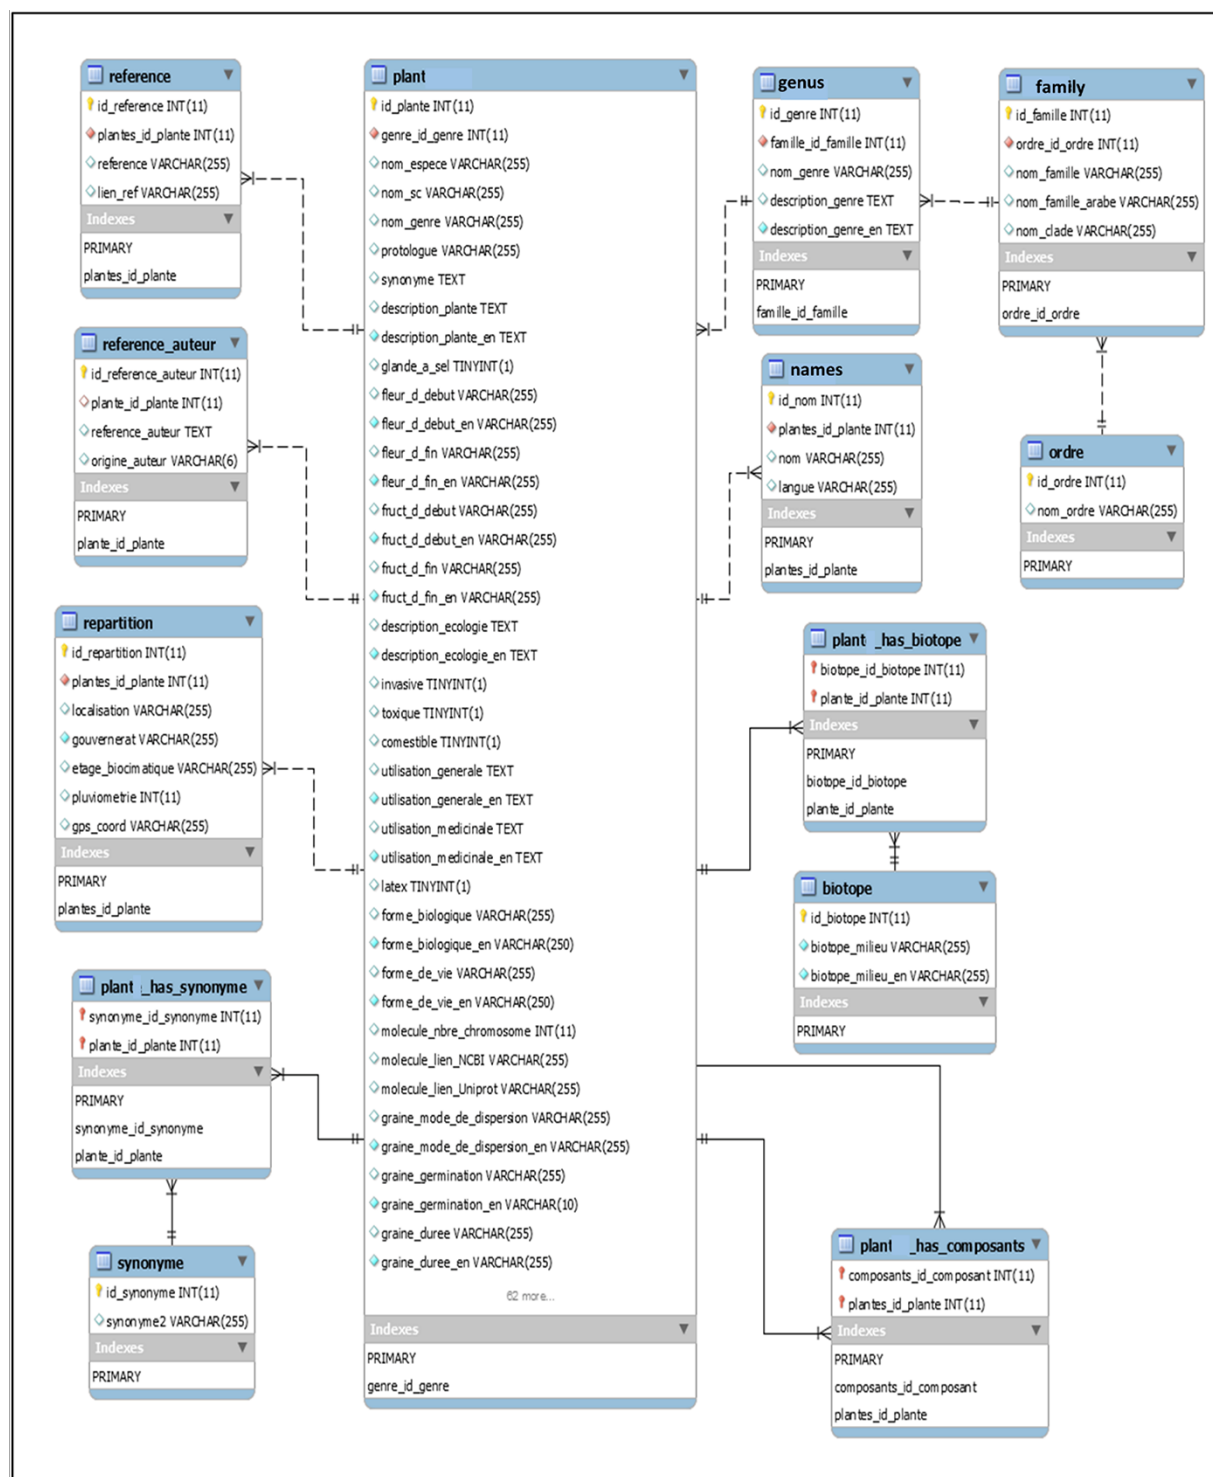 reference
id_reference INT(11)
plantes_id_plante INT(11)
reference VARCHAR(255)
lien_ref VARCHAR(255)
Indexes
PRIMARY
plantes_id_plante
reference_auteur
id_reference_auteur INT(11)
plante_id_plante INT(11)
reference_auteur TEXT
origine_auteur VARCHAR(6)
Indexes
PRIMARY
plante_id_plante
repartition
id_repartition INT(11)
plantes_id_plante INT(11)
localisation VARCHAR(255)
gouvernerat VARCHAR(255)
etage_biocimatique VARCHAR(255)
pluviometrie INT(11)
gps_coord VARCHAR(255)
Indexes
PRIMARY
plantes_id_plante
plant _has_synonyme
synonyme_id_synonyme INT(11)
plante_id_plante INT(11)
Indexes
PRIMARY
synonyme_id_synonyme
plante_id_plante
synonyme
id_synonyme INT(11)
synonyme2 VARCHAR(255)
Indexes
PRIMARY
plant
id_plante INT(11)
genre_id_genre INT(11)
nom_espece VARCHAR(255)
nom_sc VARCHAR(255)
nom_genre VARCHAR(255)
protologue VARCHAR(255)
synonyme TEXT
description_plante TEXT
description_plante_en TEXT
glande_a_sel TINYINT(1)
fleur_d_debut VARCHAR(255)
fleur_d_debut_en VARCHAR(255)
fleur_d_fin VARCHAR(255)
fleur_d_fin_en VARCHAR(255)
fruct_d_debut VARCHAR(255)
fruct_d_debut_en VARCHAR(255)
fruct_d_fin VARCHAR(255)
fruct_d_fin_en VARCHAR(255)
description_ecologie TEXT
description_ecologie_en TEXT
invasive TINYINT(1)
toxique TINYINT(1)
comestible TINYINT(1)
utilisation_generale TEXT
utilisation_generale_en TEXT
utilisation_medicinale TEXT
utilisation_medicinale_en TEXT
latex TINYINT(1)
forme_biologique VARCHAR(255)
forme_biologique_en VARCHAR(250)
forme_de_vie VARCHAR(255)
forme_de_vie_en VARCHAR(250)
molecule_nbre_chromosome INT(11)
molecule_lien_NCBI VARCHAR(255)
molecule_lien_Uniprot VARCHAR(255)
graine_mode_de_dispersion VARCHAR(255)
graine_mode_de_dispersion_en VARCHAR(255)
graine_germination VARCHAR(255)
graine_germination_en VARCHAR(10)
graine_duree VARCHAR(255)
graine_duree_en VARCHAR(255)
62 more...
Indexes
PRIMARY
genre_id_genre
genus
id_genre INT(11)
famille_id_famille INT(11)
nom_genre VARCHAR(255)
description_genre TEXT
description_genre_en TEXT
Indexes
PRIMARY
famille_id_famille
family
id_famille INT(11)
ordre_id_ordre INT(11)
nom_famille VARCHAR(255)
nom_famille_arabe VARCHAR(255)
nom_clade VARCHAR(255)
Indexes
PRIMARY
ordre_id_ordre
names
id_nom INT(11)
plantes_id_plante INT(11)
nom VARCHAR(255)
langue VARCHAR(255)
Indexes
PRIMARY
plantes_id_plante
ordre
id_ordre INT(11)
nom_ordre VARCHAR(255)
Indexes
PRIMARY
plant _has_biotope
biotope_id_biotope INT(11)
plante_id_plante INT(11)
Indexes
PRIMARY
biotope_id_biotope
plante_id_plante
biotope
id_biotope INT(11)
biotope_milieu VARCHAR(255)
biotope_milieu_en VARCHAR(255)
Indexes
PRIMARY
plant _has_composants
composants_id_composant INT(11)
plantes_id_plante INT(11)
Indexes
PRIMARY
composants_id_composant
plantes_id_plante